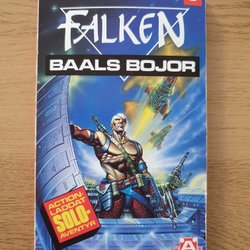 FALKEN
BAALS BOJOR
ACTION-
LADDAT
SOLO-
ÄVENTYR